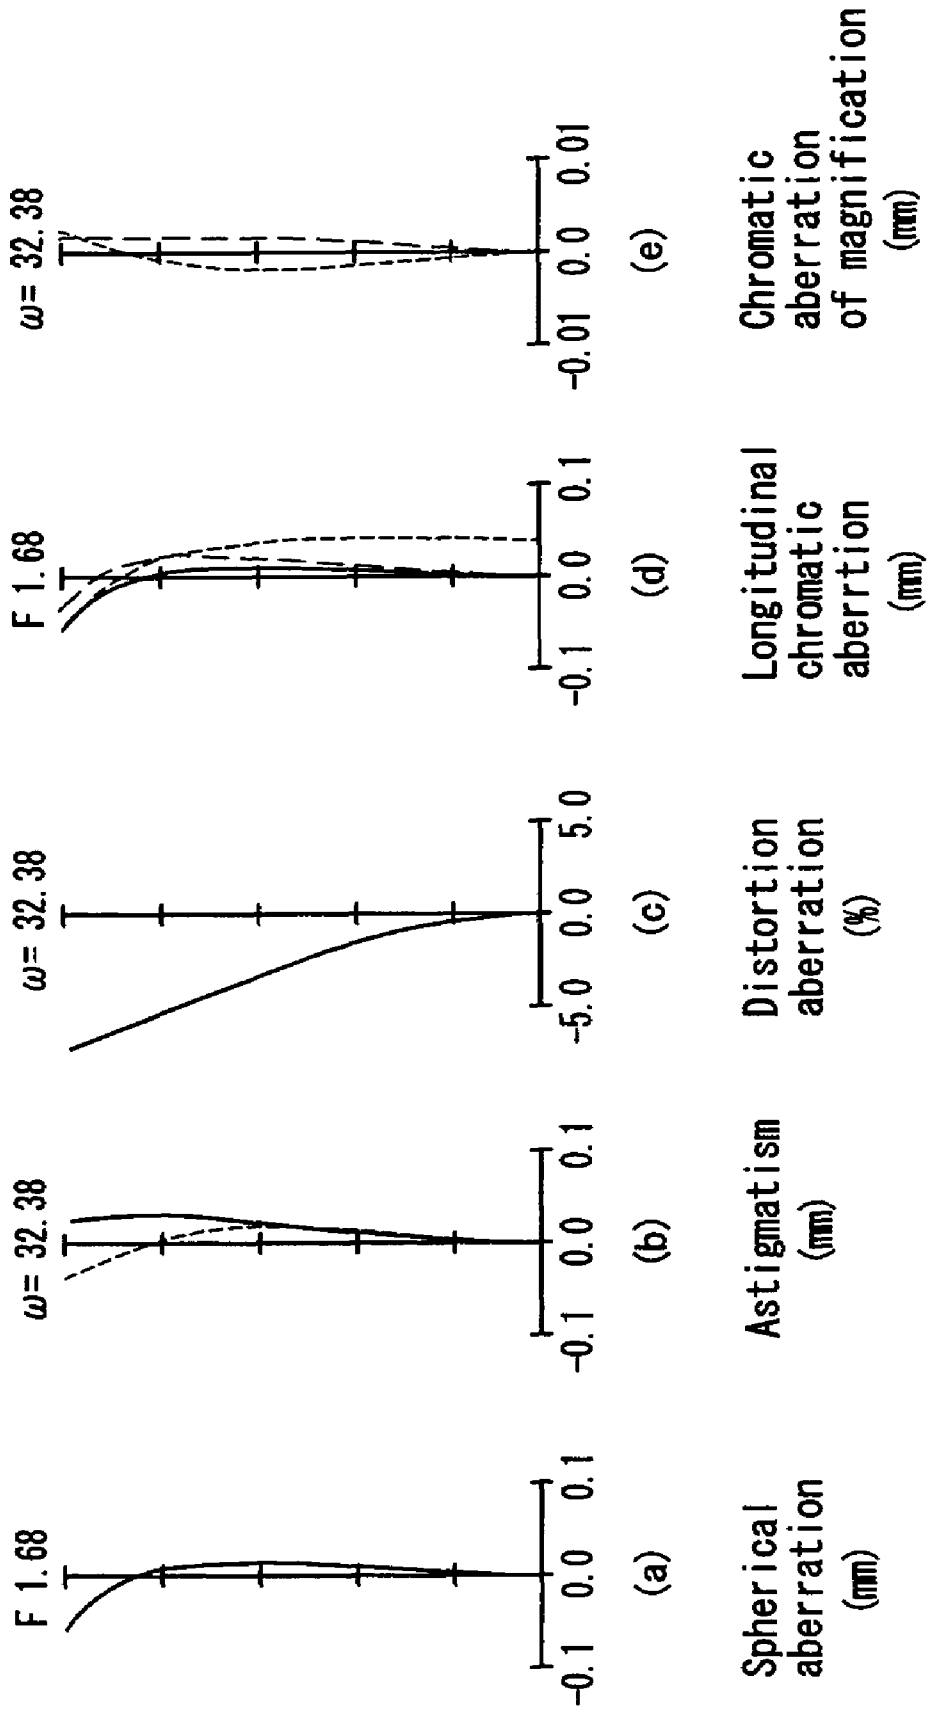 F 1.68
-0.1 0.0 0.1
(a)
Spherical
aberration
(mm)
ω= 32.38
-0.1 0.0 0.1
(b)
Astigmatism
(mm)
ω= 32.38
-5.0 0.0 5.0
(c)
Distortion
aberration
(%)
F 1.68
-0.1 0.0 0.1
(d)
Longitudinal
chromatic
aberrtion
(mm)
ω= 32.38
-0.01 0.0 0.01
(e)
Chromatic
aberration
of magnification
(mm)